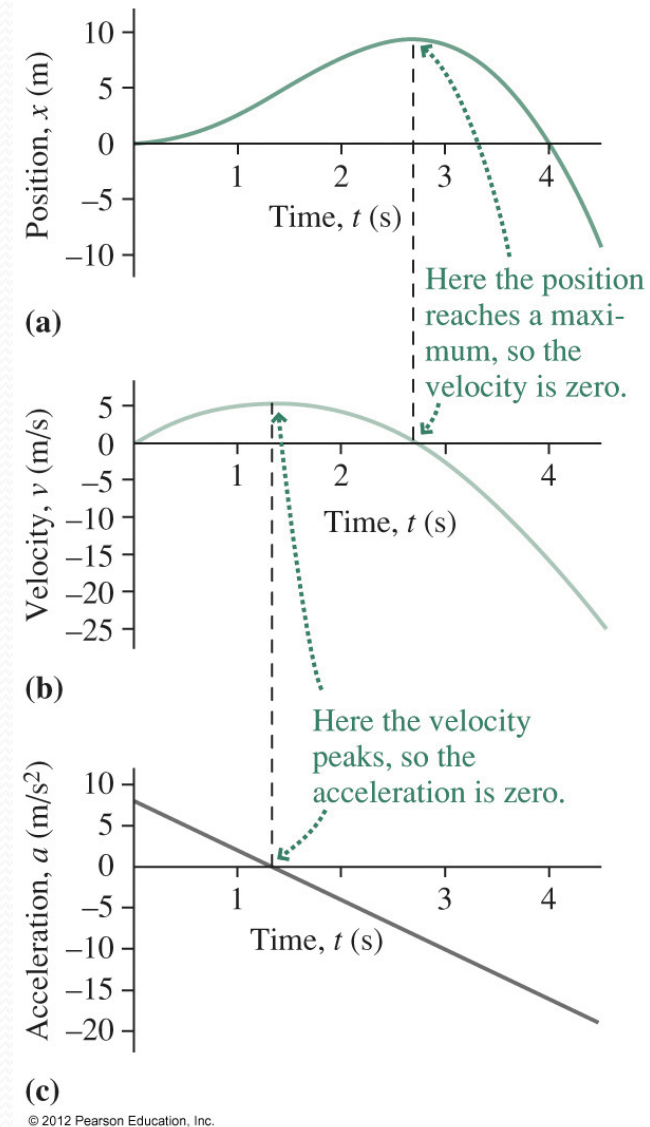 10
5
0
−5
−10
Position, x (m)
1
2
3
4
Time, t (s)
Here the position
reaches a maxi-
mum, so the
velocity is zero.
(a)
5
0
−5
−10
−15
−20
−25
Velocity, v (m/s)
1
2
4
Time, t (s)
(b)
Here the velocity
peaks, so the
acceleration is zero.
10
5
0
−5
−10
−15
−20
Acceleration, a (m/s²)
1
3
4
Time, t (s)
(c)
© 2012 Pearson Education, Inc.